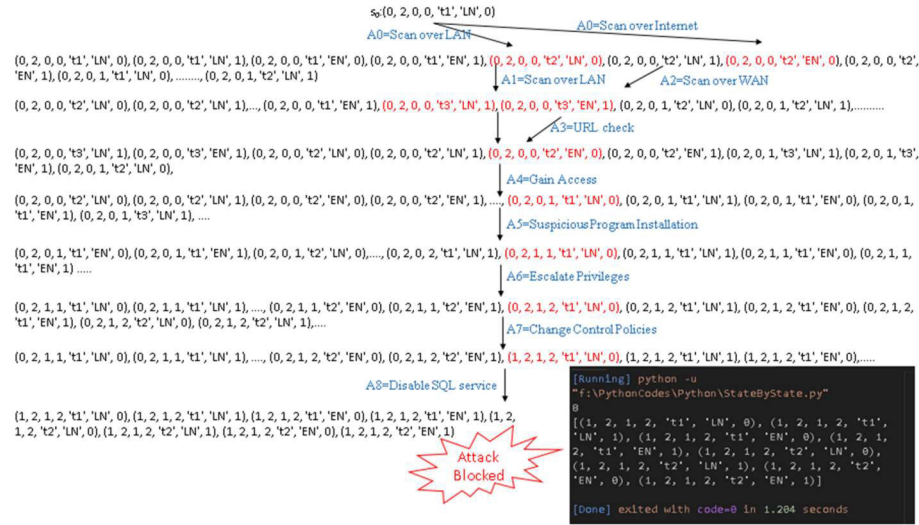 s₀:(0, 2, 0, 0, 't1', 'LN', 0)
A0=Scan over LAN
A0=Scan over Internet
(0, 2, 0, 0, 't1', 'LN', 0), (0, 2, 0, 0, 't1', 'LN', 1), (0, 2, 0, 0, 't1', 'EN', 0), (0, 2, 0, 0, 't1', 'EN', 1), (0, 2, 0, 0, 't2', 'LN', 0), (0, 2, 0, 0, 't2', 'LN', 1), (0, 2, 0, 0, 't2', 'EN', 0), (0, 2, 0, 0, 't2',
'EN', 1), (0, 2, 0, 1, 't1', 'LN', 0), ........, (0, 2, 0, 1, 't2', 'LN', 1)
A1=Scan over LAN
A2=Scan over WAN
(0, 2, 0, 0, 't2', 'LN', 0), (0, 2, 0, 0, 't2', 'LN', 1),..., (0, 2, 0, 0, 't2', 'EN', 1), (0, 2, 0, 0, 't3', 'LN', 1), (0, 2, 0, 0, 't3', 'EN', 1), (0, 2, 0, 1, 't2', 'LN', 0), (0, 2, 0, 1, 't2', 'LN', 1),..........
A3=URL check
(0, 2, 0, 0, 't3', 'LN', 1), (0, 2, 0, 0, 't3', 'EN', 1), (0, 2, 0, 0, 't2', 'LN', 0), (0, 2, 0, 0, 't2', 'LN', 1), (0, 2, 0, 0, 't2', 'EN', 0), (0, 2, 0, 0, 't2', 'EN', 1), (0, 2, 0, 1, 't3', 'LN', 1), (0, 2, 0, 1, 't3',
'EN', 1), (0, 2, 0, 1, 't2', 'LN', 0),
A4=Gain Access
(0, 2, 0, 0, 't2', 'LN', 0), (0, 2, 0, 0, 't2', 'LN', 1), (0, 2, 0, 0, 't2', 'EN', 0), (0, 2, 0, 0, 't2', 'EN', 1), ...., (0, 2, 0, 1, 't1', 'LN', 0), (0, 2, 0, 1, 't1', 'LN', 1), (0, 2, 0, 1, 't1', 'EN', 0), (0, 2, 0, 1,
't1', 'EN', 1), (0, 2, 0, 1, 't3', 'LN', 1), ....
A5=Suspicious Program Installation
(0, 2, 0, 1, 't1', 'EN', 0), (0, 2, 0, 1, 't1', 'EN', 1), (0, 2, 0, 1, 't2', 'LN', 0),...., (0, 2, 0, 2, 't1', 'LN', 1), (0, 2, 1, 1, 't1', 'LN', 0), (0, 2, 1, 1, 't1', 'LN', 1), (0, 2, 1, 1, 't1', 'EN', 0), (0, 2, 1, 1,
't1', 'EN', 1) .....
A6=Escalate Privileges
(0, 2, 1, 1, 't1', 'LN', 0), (0, 2, 1, 1, 't1', 'LN', 1), ...., (0, 2, 1, 1, 't2', 'EN', 0), (0, 2, 1, 1, 't2', 'EN', 1), (0, 2, 1, 2, 't1', 'LN', 0), (0, 2, 1, 2, 't1', 'LN', 1), (0, 2, 1, 2, 't1', 'EN', 0), (0, 2, 1, 2,
't1', 'EN', 1), (0, 2, 1, 2, 't2', 'LN', 0), (0, 2, 1, 2, 't2', 'LN', 1),....
A7=Change Control Policies
(0, 2, 1, 1, 't1', 'LN', 0), (0, 2, 1, 1, 't1', 'LN', 1), ...., (0, 2, 1, 2, 't2', 'EN', 0), (0, 2, 1, 2, 't2', 'EN', 1), (1, 2, 1, 2, 't1', 'LN', 0), (1, 2, 1, 2, 't1', 'LN', 1), (1, 2, 1, 2, 't1', 'EN', 0),.....
A8=Disable SQL service
(1, 2, 1, 2, 't1', 'LN', 0), (1, 2, 1, 2, 't1', 'LN', 1), (1, 2, 1, 2, 't1', 'EN', 0), (1, 2, 1, 2, 't1', 'EN', 1), (1, 2,
1, 2, 't2', 'LN', 0), (1, 2, 1, 2, 't2', 'LN', 1), (1, 2, 1, 2, 't2', 'EN', 0), (1, 2, 1, 2, 't2', 'EN', 1)
Attack
Blocked
[Running] python -u
"f:\PythonCodes\Python\StateByState.py"
8
[(1, 2, 1, 2, 't1', 'LN', 0), (1, 2, 1, 2, 't1',
'LN', 1), (1, 2, 1, 2, 't1', 'EN', 0), (1, 2, 1,
2, 't1', 'EN', 1), (1, 2, 1, 2, 't2', 'LN', 0),
(1, 2, 1, 2, 't2', 'LN', 1), (1, 2, 1, 2, 't2',
'EN', 0), (1, 2, 1, 2, 't2', 'EN', 1)]
[Done] exited with code=0 in 1.204 seconds